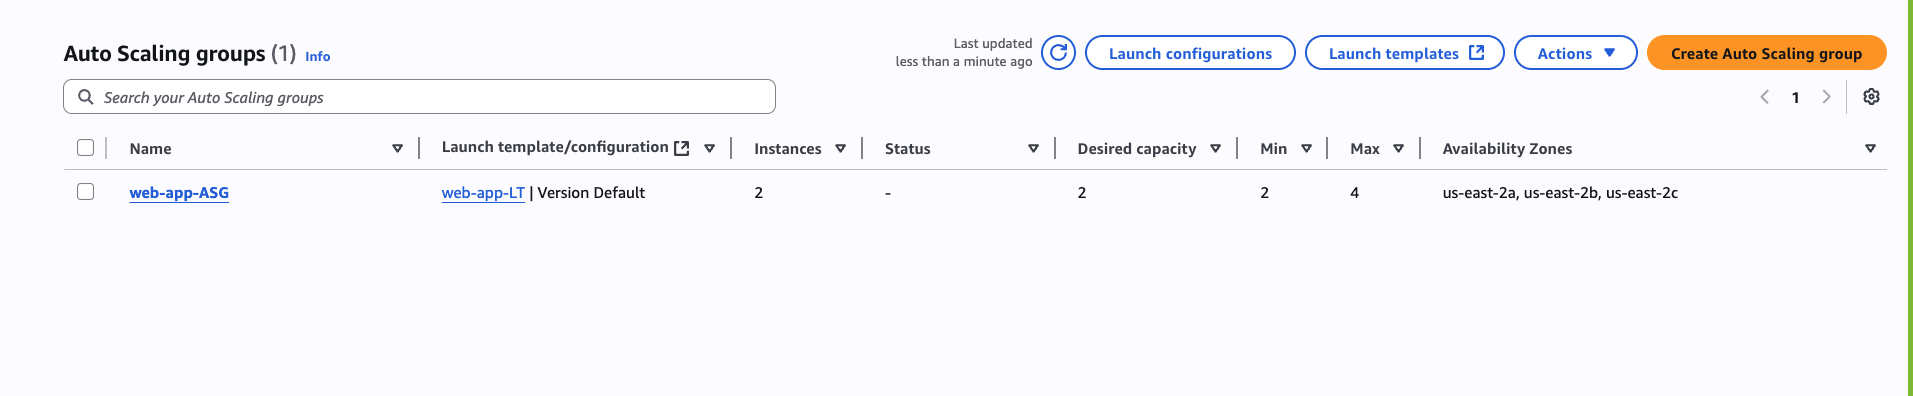 Auto Scaling groups (1) Info
Last updated
less than a minute ago
Launch configurations
Launch templates
Actions
Create Auto Scaling group
Search your Auto Scaling groups
1
Name Launch template/configuration Instances Status Desired capacity Min Max Availability Zones
web-app-ASG web-app-LT | Version Default 2 - 2 2 4 us-east-2a, us-east-2b, us-east-2c